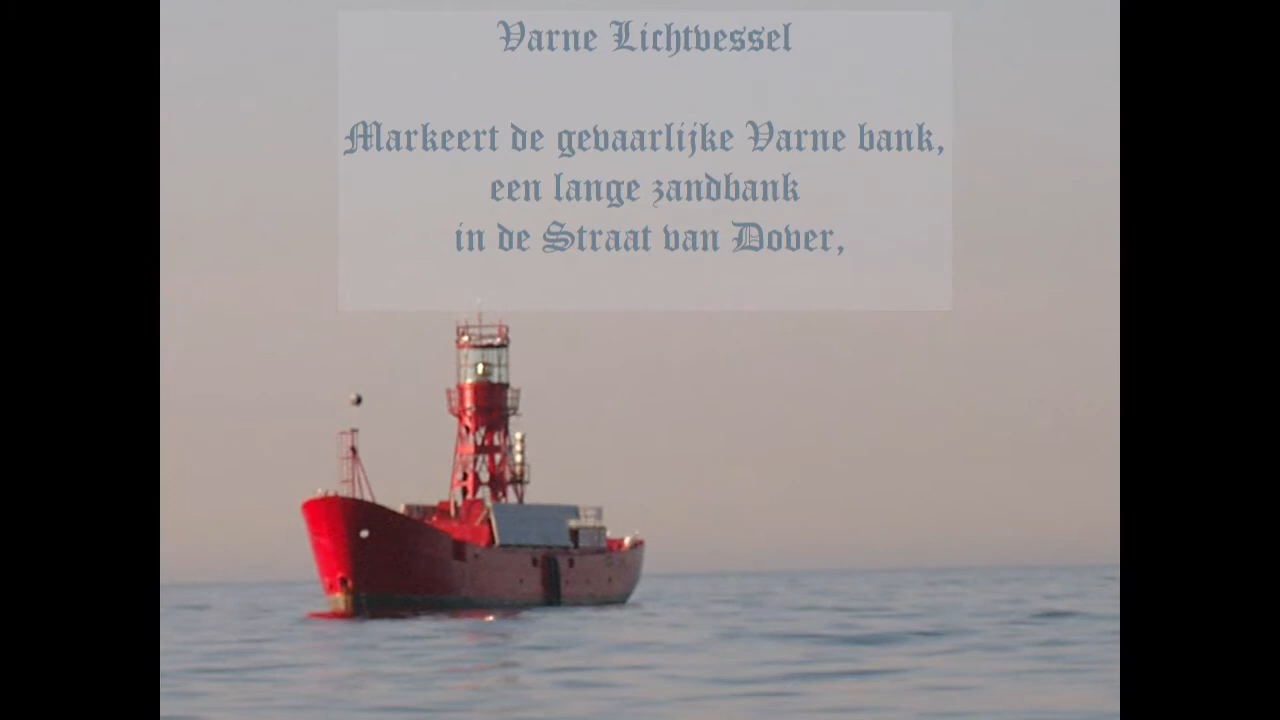 Varne Lichtvessel
Markeert de gevaarlijke Varne bank,
een lange zandbank
in de Straat van Dover,